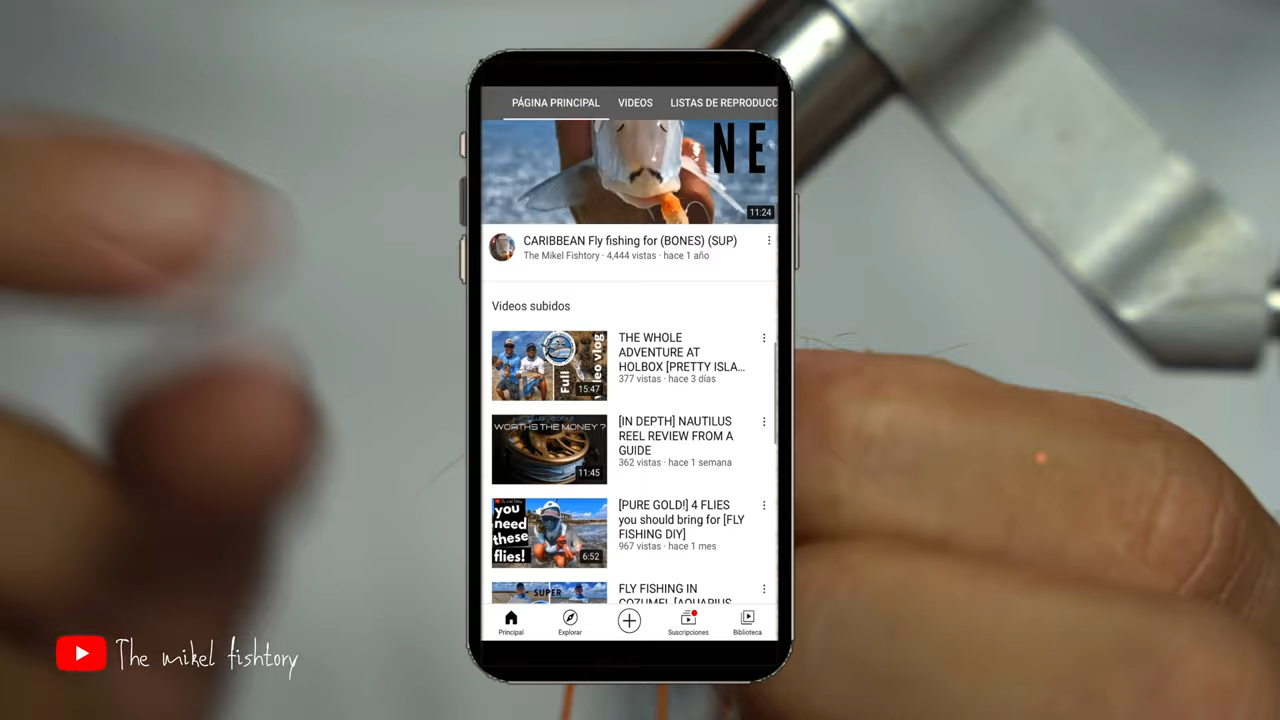 PÁGINA PRINCIPAL VIDEOS LISTAS DE REPRODUCC
NE
11:24
CARIBBEAN Fly fishing for (BONES) (SUP)
The Mikel Fishtory · 4,444 vistas · hace 1 año
Videos subidos
Full
leo vlog
15:47
THE WHOLE
ADVENTURE AT
HOLBOX [PRETTY ISLA...
377 vistas · hace 3 días
WORTHS THE MONEY ?
11:45
[IN DEPTH] NAUTILUS
REEL REVIEW FROM A
GUIDE
362 vistas · hace 1 semana
you
need
these
flies!
6:52
[PURE GOLD!] 4 FLIES
you should bring for [FLY
FISHING DIY]
967 vistas · hace 1 mes
SUPER
FLY FISHING IN
COZUMEL [AQUARIUS
Principal Explorar Suscripciones Biblioteca
The mikel fishtory